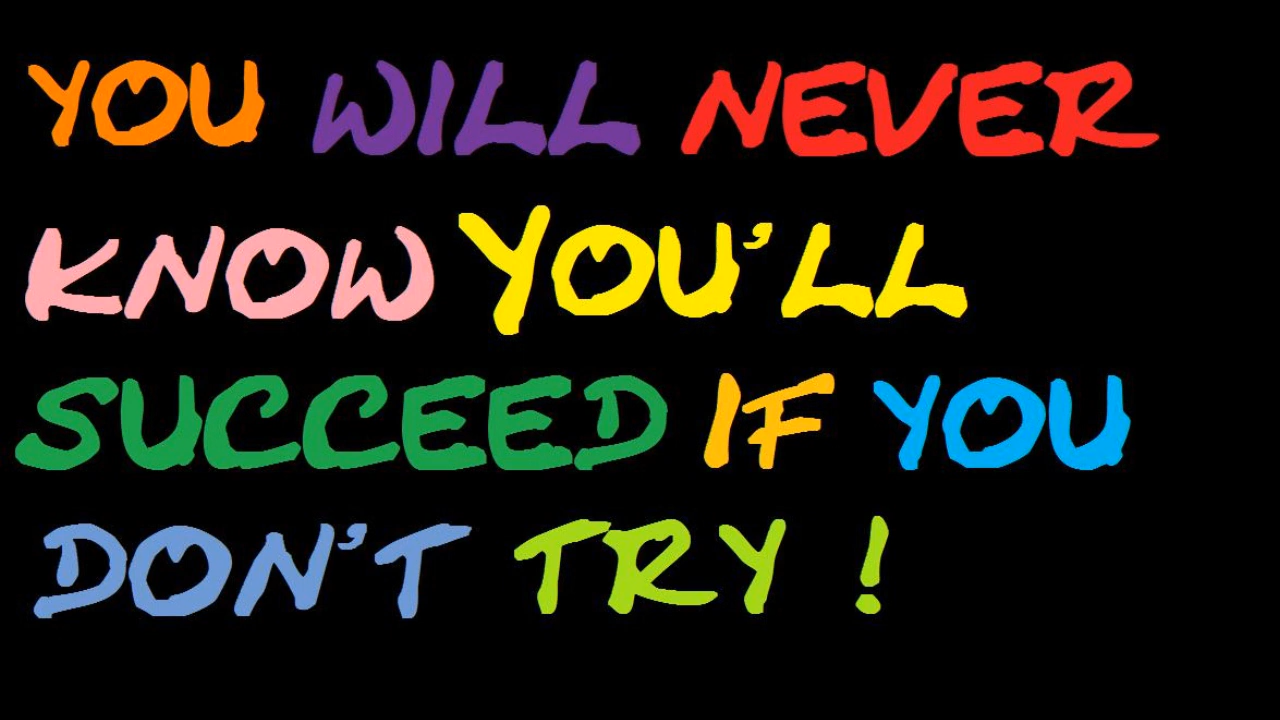 YOU WILL NEVER
KNOW YOU'LL
SUCCEED IF YOU
DON'T TRY !